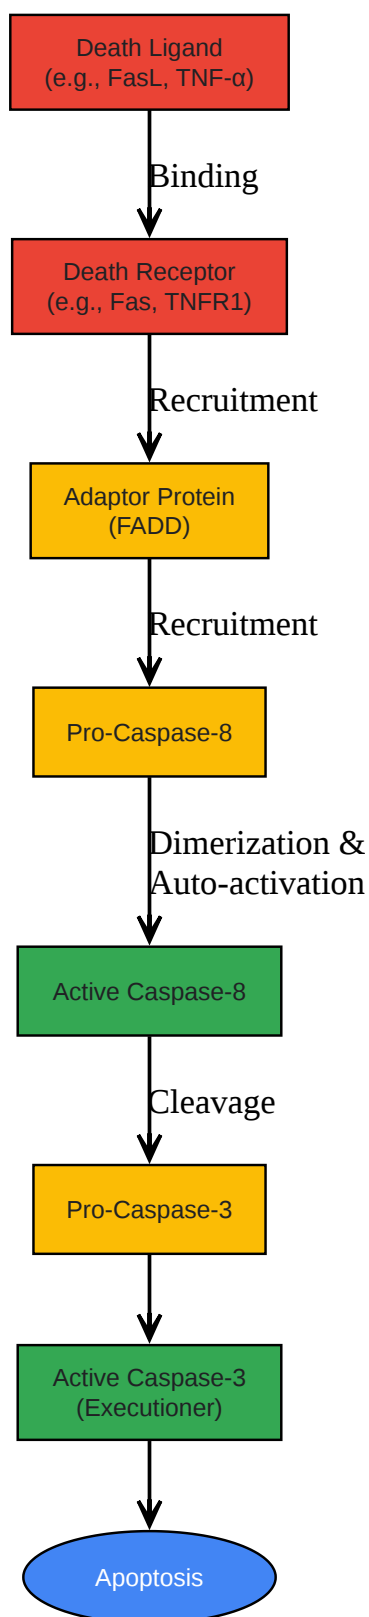 Death Ligand
(e.g., FasL, TNF-α)
Binding
Death Receptor
(e.g., Fas, TNFR1)
Recruitment
Adaptor Protein
(FADD)
Recruitment
Pro-Caspase-8
Dimerization &
Auto-activation
Active Caspase-8
Cleavage
Pro-Caspase-3
Active Caspase-3
(Executioner)
Apoptosis